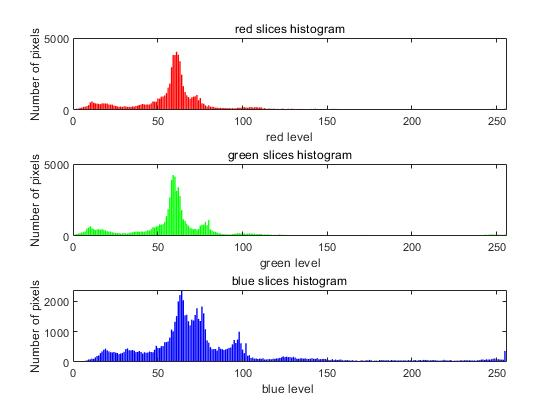 red slices histogram
Number of pixels
5000
0
0 50 100 150 200 250
red level
green slices histogram
Number of pixels
5000
0
0 50 100 150 200 250
green level
blue slices histogram
Number of pixels
2000
1000
0
0 50 100 150 200 250
blue level